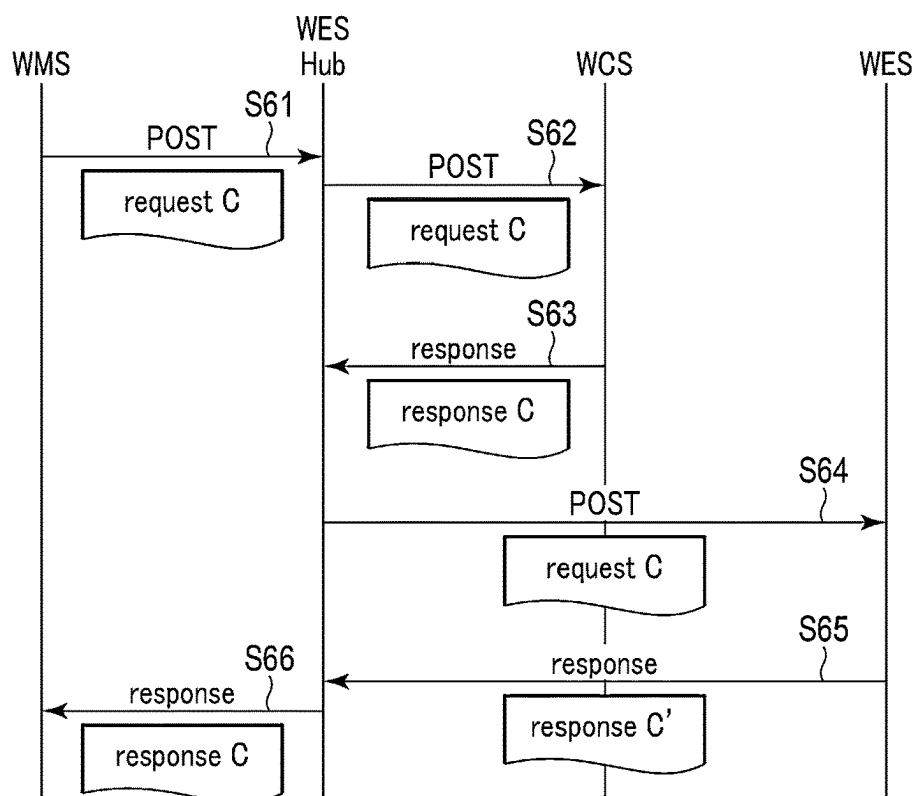 WMS
WES
Hub
WCS
WES
S61
POST
request C
S62
POST
request C
S63
response
response C
S64
POST
request C
S65
response
response C'
S66
response
response C